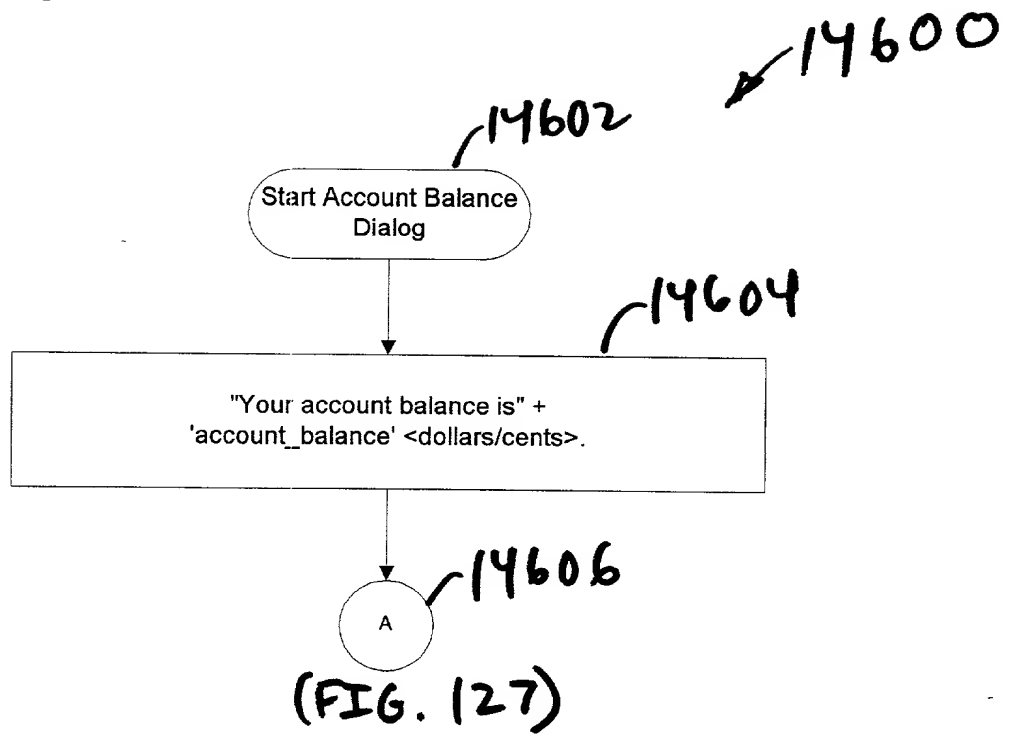 14600
14602
Start Account Balance
Dialog
14604
"Your account balance is" +
'account_balance' <dollars/cents>.
14606
A
(FIG. 127)